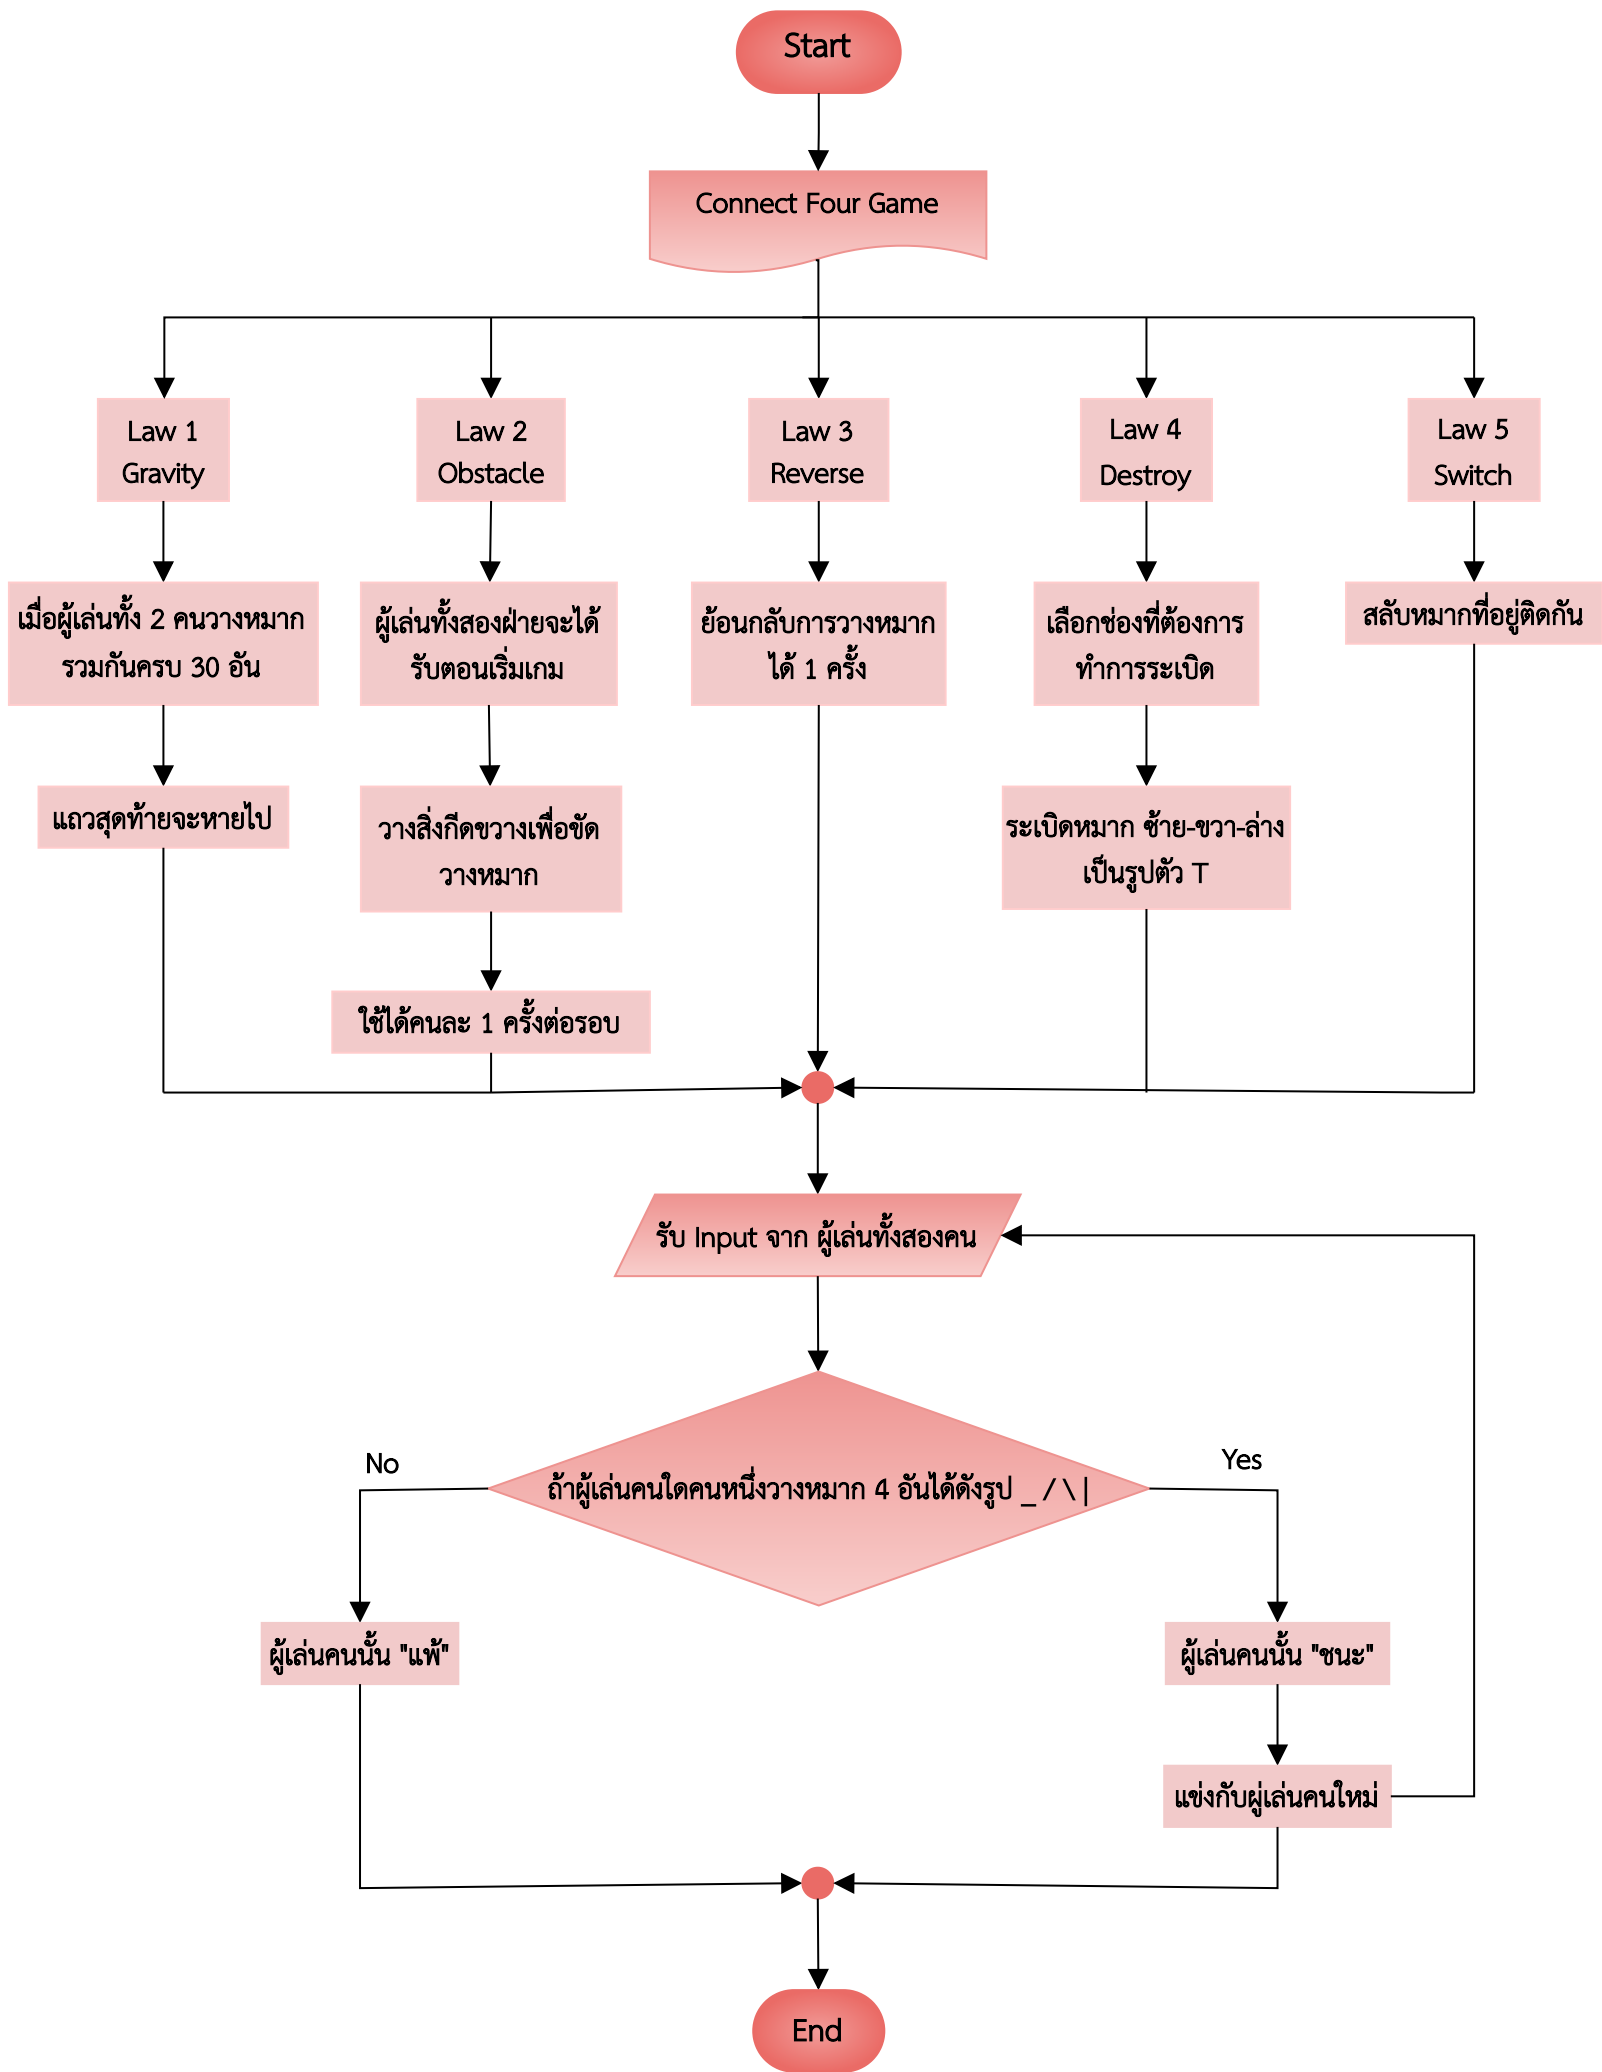 Start
Connect Four Game
Law 1
Gravity
Law 2
Obstacle
Law 3
Reverse
Law 4
Destroy
Law 5
Switch
เมื่อผู้เล่นทั้ง 2 คนวางหมาก
รวมกันครบ 30 อัน
ผู้เล่นทั้งสองฝ่ายจะได้
รับตอนเริ่มเกม
ย้อนกลับการวางหมาก
ได้ 1 ครั้ง
เลือกช่องที่ต้องการ
ทำการระเบิด
สลับหมากที่อยู่ติดกัน
แถวสุดท้ายจะหายไป
วางสิ่งกีดขวางเพื่อขัด
วางหมาก
ระเบิดหมาก ซ้าย-ขวา-ล่าง
เป็นรูปตัว T
ใช้ได้คนละ 1 ครั้งต่อรอบ
รับ Input จาก ผู้เล่นทั้งสองคน
No
Yes
ถ้าผู้เล่นคนใดคนหนึ่งวางหมาก 4 อันได้ดังรูป _ / \ |
ผู้เล่นคนนั้น "แพ้"
ผู้เล่นคนนั้น "ชนะ"
แข่งกับผู่เล่นคนใหม่
End